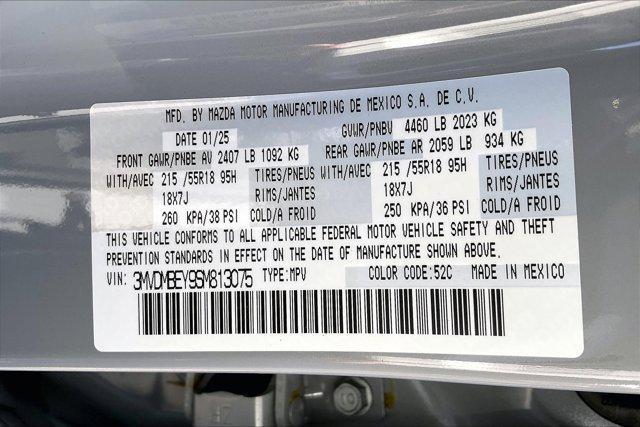 MFD. BY MAZDA MOTOR MANUFACTURING DE MEXICO S.A. DE C.V.
DATE 01/25 GVWR/PNBV 4460 LB 2023 KG
FRONT GAWR/PNBE AV 2407 LB 1092 KG REAR GAWR/PNBE AR 2059 LB 934 KG
WITH/AVEC 215 /55R18 95H TIRES/PNEUS WITH/AVEC 215 /55R18 95H TIRES/PNEUS
18X7J RIMS/JANTES 18X7J RIMS/JANTES
260 KPA/38 PSI COLD/A FROID 250 KPA/36 PSI COLD/A FROID
THIS VEHICLE CONFORMS TO ALL APPLICABLE FEDERAL MOTOR VEHICLE SAFETY AND THEFT
PREVENTION STANDARDS IN EFFECT ON THE DATE OF MANUFACTURE SHOWN ABOVE.
VIN: 3MVDMBEY9SM813075 TYPE:MPV COLOR CODE:52C MADE IN MEXICO